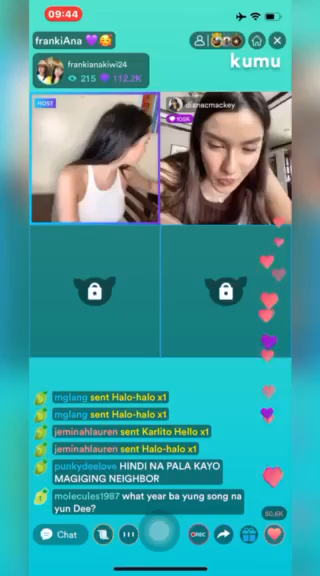 09:44
frankiAna 💜🥰
kumu
frankianakiwi24
215 112.2K
HOST
dianacmackey
105K
mglang sent Halo-halo x1
mglang sent Halo-halo x1
jeminahlauren sent Karlito Hello x1
jeminahlauren sent Halo-halo x1
punkydeelove HINDI NA PALA KAYO
MAGIGING NEIGHBOR
molecules1987 what year ba yung song na
yun Dee?
50.6K
Chat
REC